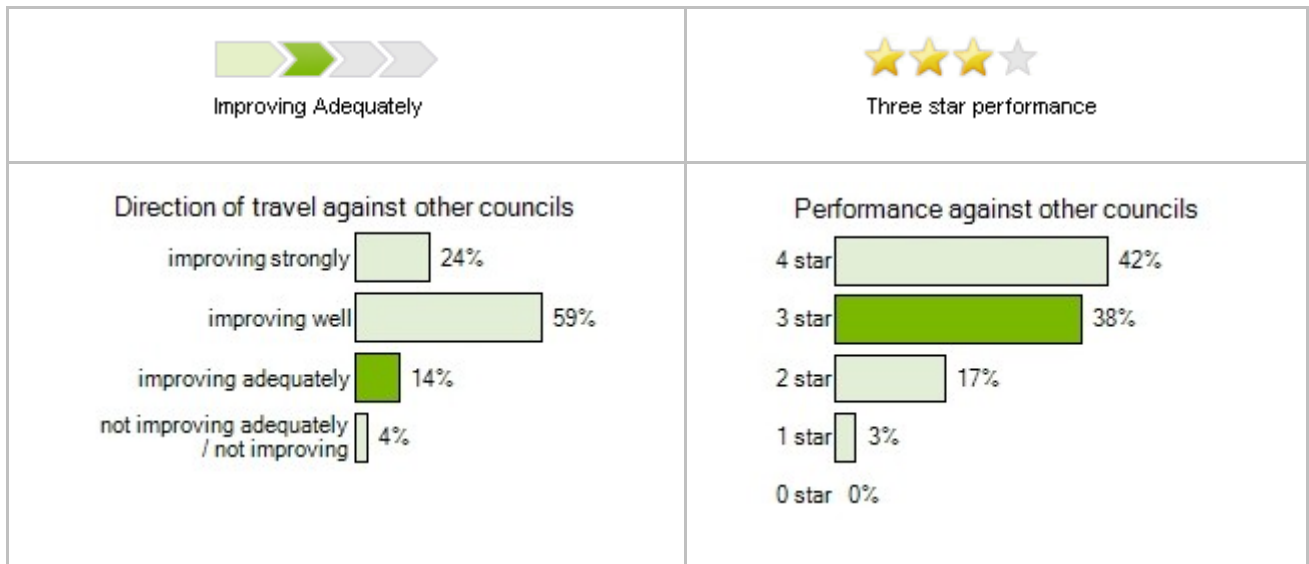 Improving Adequately
Three star performance
Direction of travel against other councils
improving strongly 24%
improving well 59%
improving adequately 14%
not improving adequately
/ not improving 4%
Performance against other councils
4 star 42%
3 star 38%
2 star 17%
1 star 3%
0 star 0%